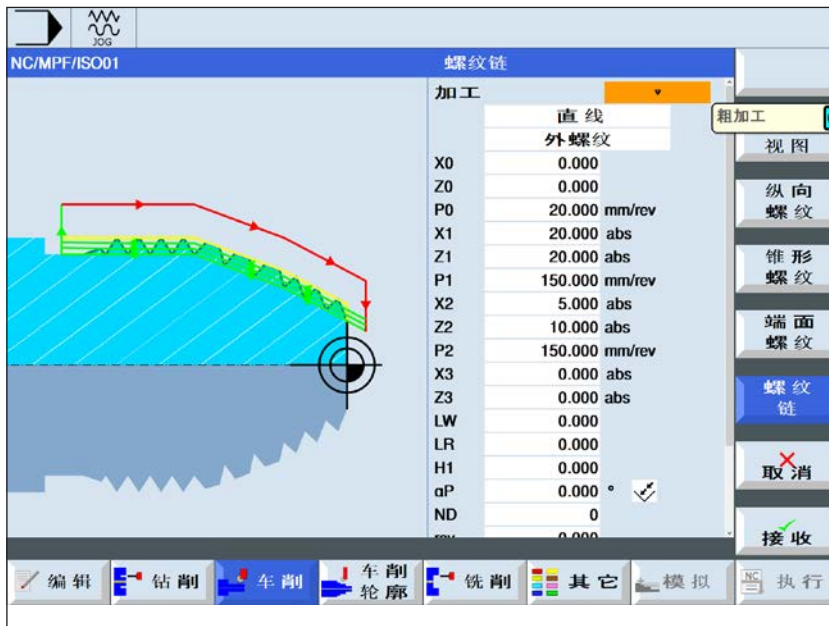 JOG
NC/MPF/ISO01
螺纹链
加工
直线
粗加工
外螺纹
X0 0.000
Z0 0.000
P0 20.000 mm/rev
X1 20.000 abs
Z1 20.000 abs
P1 150.000 mm/rev
X2 5.000 abs
Z2 10.000 abs
P2 150.000 mm/rev
X3 0.000 abs
Z3 0.000 abs
LW 0.000
LR 0.000
H1 0.000
αP 0.000 °
ND 0
0.000
视图
纵向
螺纹
锥形
螺纹
端面
螺纹
螺纹
链
取消
接收
编辑
钻削
车削
车削
轮廓
铣削
其它
模拟
NC
执行